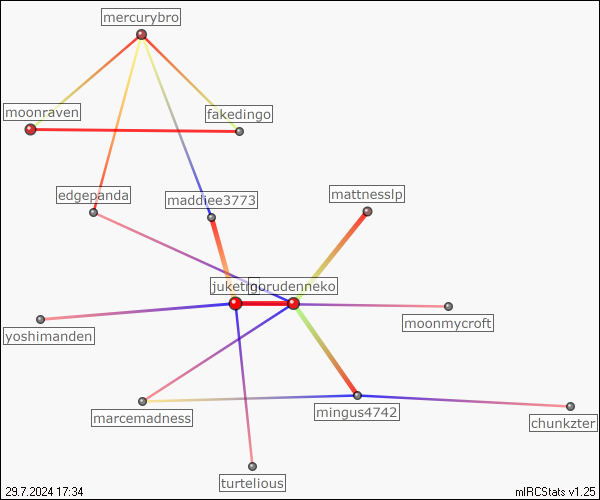 mercurybro
moonraven
fakedingo
edgepanda
maddiee3773
mattnesslp
gorudenneko
moonmycroft
yoshimanden
marcemadness
mingus4742
chunkzter
turtelious
29.7.2024 17:34
mIRCStats v1.25